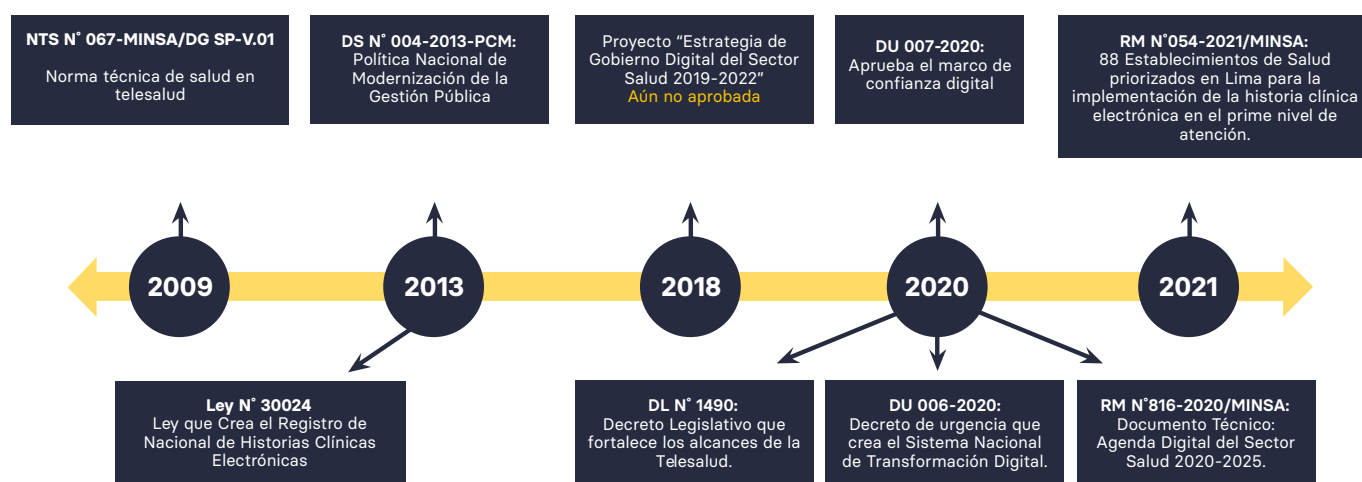 NTS N° 067-MINSA/DG SP-V.01
Norma técnica de salud en
telesalud
DS N° 004-2013-PCM:
Política Nacional de
Modernización de la
Gestión Pública
Proyecto “Estrategia de
Gobierno Digital del Sector
Salud 2019-2022”
Aún no aprobada
DU 007-2020:
Aprueba el marco de
confianza digital
RM N°054-2021/MINSA:
88 Establecimientos de Salud
priorizados en Lima para la
implementación de la historia clínica
electrónica en el prime nivel de
atención.
2009
2013
2018
2020
2021
Ley N° 30024
Ley que Crea el Registro de
Nacional de Historias Clínicas
Electrónicas
DL N° 1490:
Decreto Legislativo que
fortalece los alcances de la
Telesalud.
DU 006-2020:
Decreto de urgencia que
crea el Sistema Nacional
de Transformación Digital.
RM N°816-2020/MINSA:
Documento Técnico:
Agenda Digital del Sector
Salud 2020-2025.